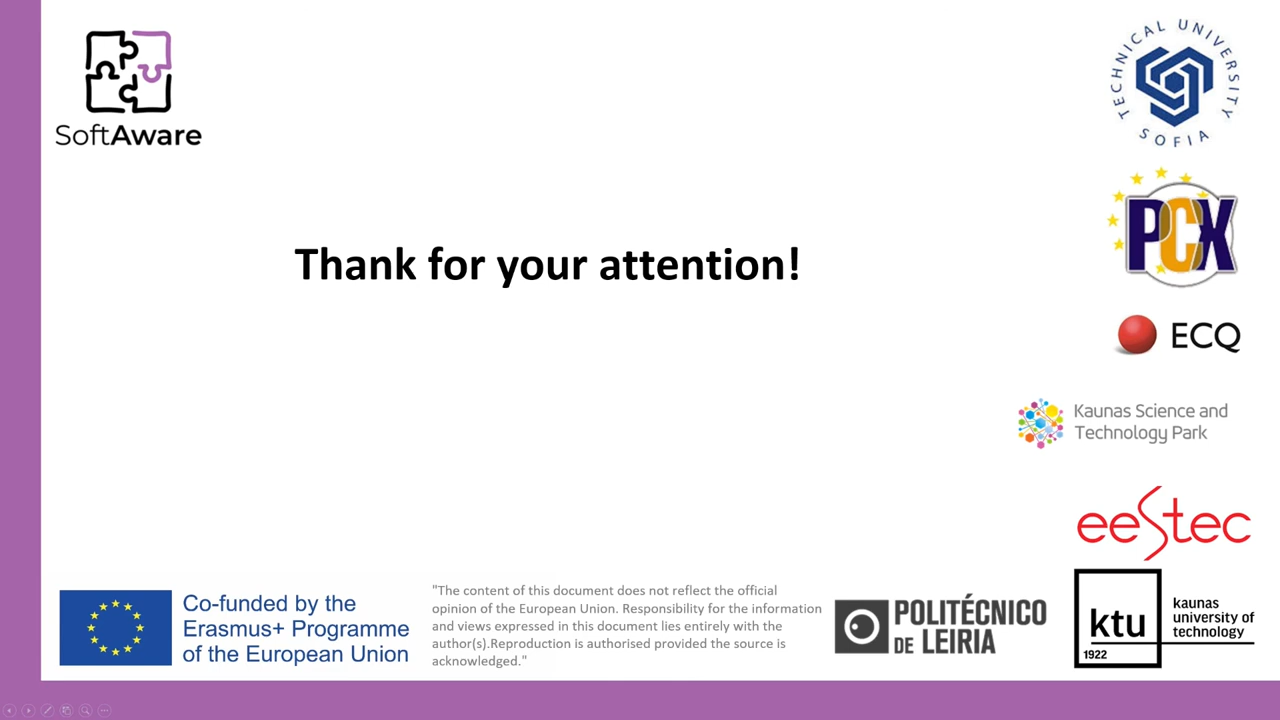 SoftAware
TECHNICAL UNIVERSITY
SOFIA
PCX
ECQ
Thank for your attention!
Kaunas Science and
Technology Park
eestec
Co-funded by the
Erasmus+ Programme
of the European Union
"The content of this document does not reflect the official
opinion of the European Union. Responsibility for the information
and views expressed in this document lies entirely with the
author(s).Reproduction is authorised provided the source is
acknowledged."
POLITÉCNICO
DE LEIRIA
ktu
1922
kaunas
university of
technology